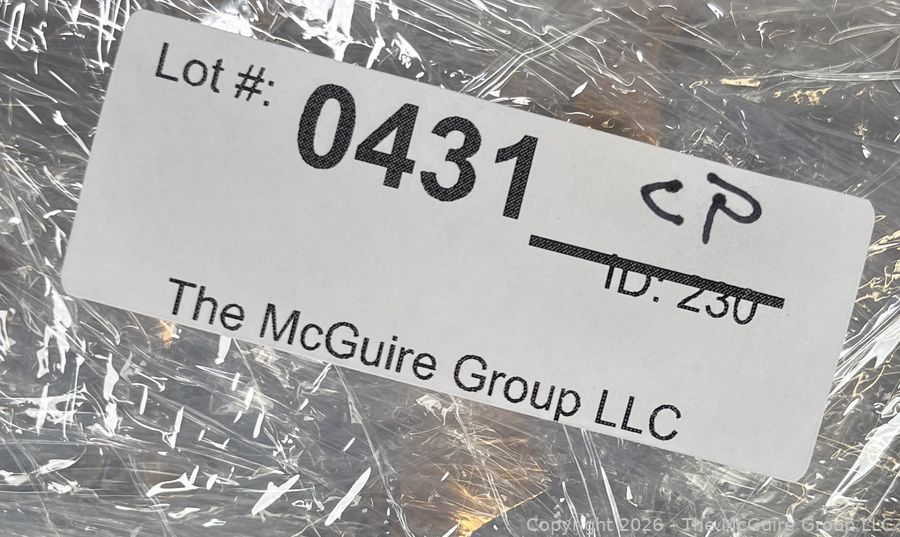 Lot #: 0431
CP
ID: 230
The McGuire Group LLC
Copyright 2026 - The McGuire Group LLC